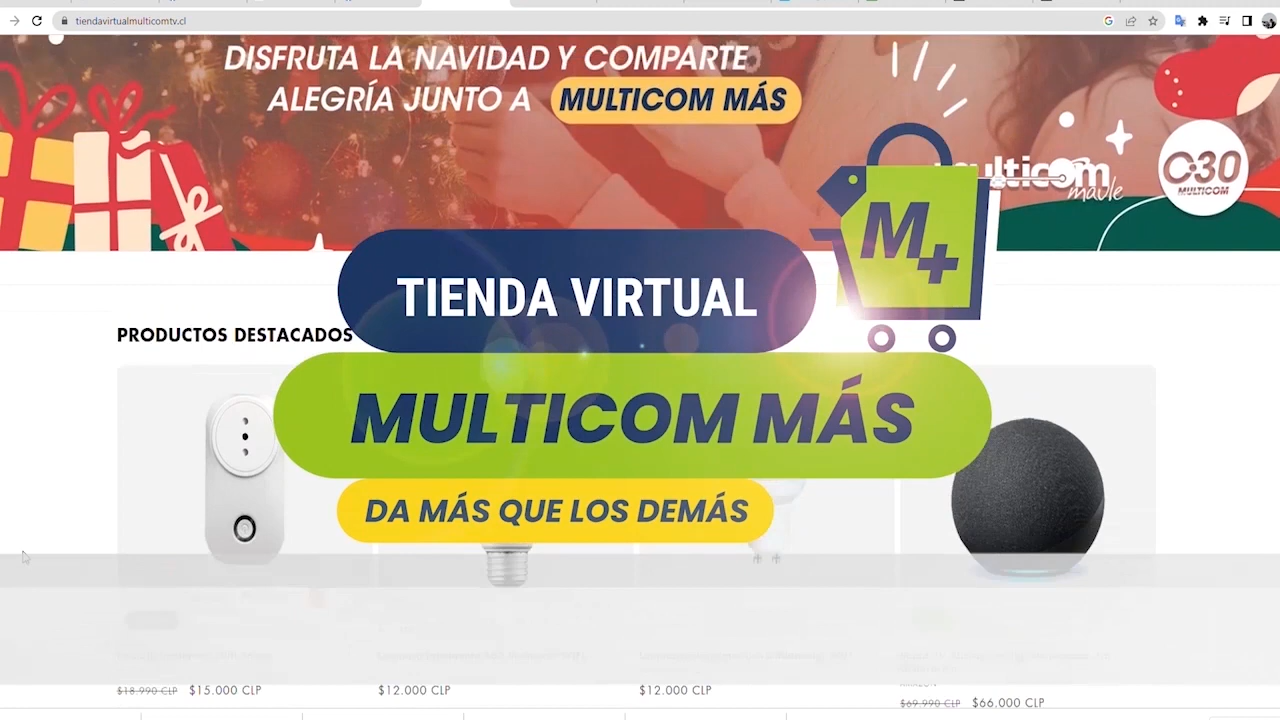 tiendavirtualmulticomtv.cl
DISFRUTA LA NAVIDAD Y COMPARTE
ALEGRÍA JUNTO A MULTICOM MÁS
multicom
maule
C30
MULTICOM
M+
TIENDA VIRTUAL
PRODUCTOS DESTACADOS
MULTICOM MÁS
DA MÁS QUE LOS DEMÁS
$18.990 CLP $15.000 CLP
$12.000 CLP
$12.000 CLP
$69.990 CLP $66.000 CLP